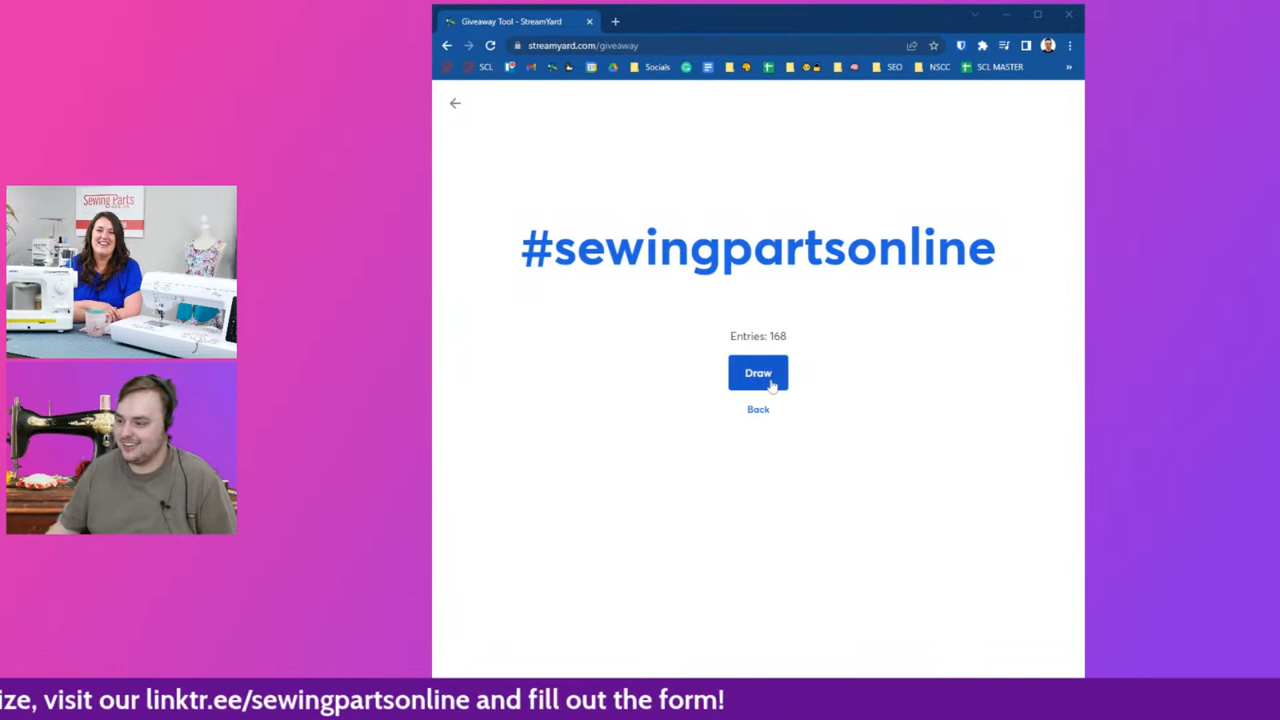 Giveaway Tool - StreamYard
streamyard.com/giveaway
SCL
Socials
SEO
NSCC
SCL MASTER
»
#sewingpartsonline
Entries: 168
Draw
Back
Sewing Parts
ize, visit our linktr.ee/sewingpartsonline and fill out the form!